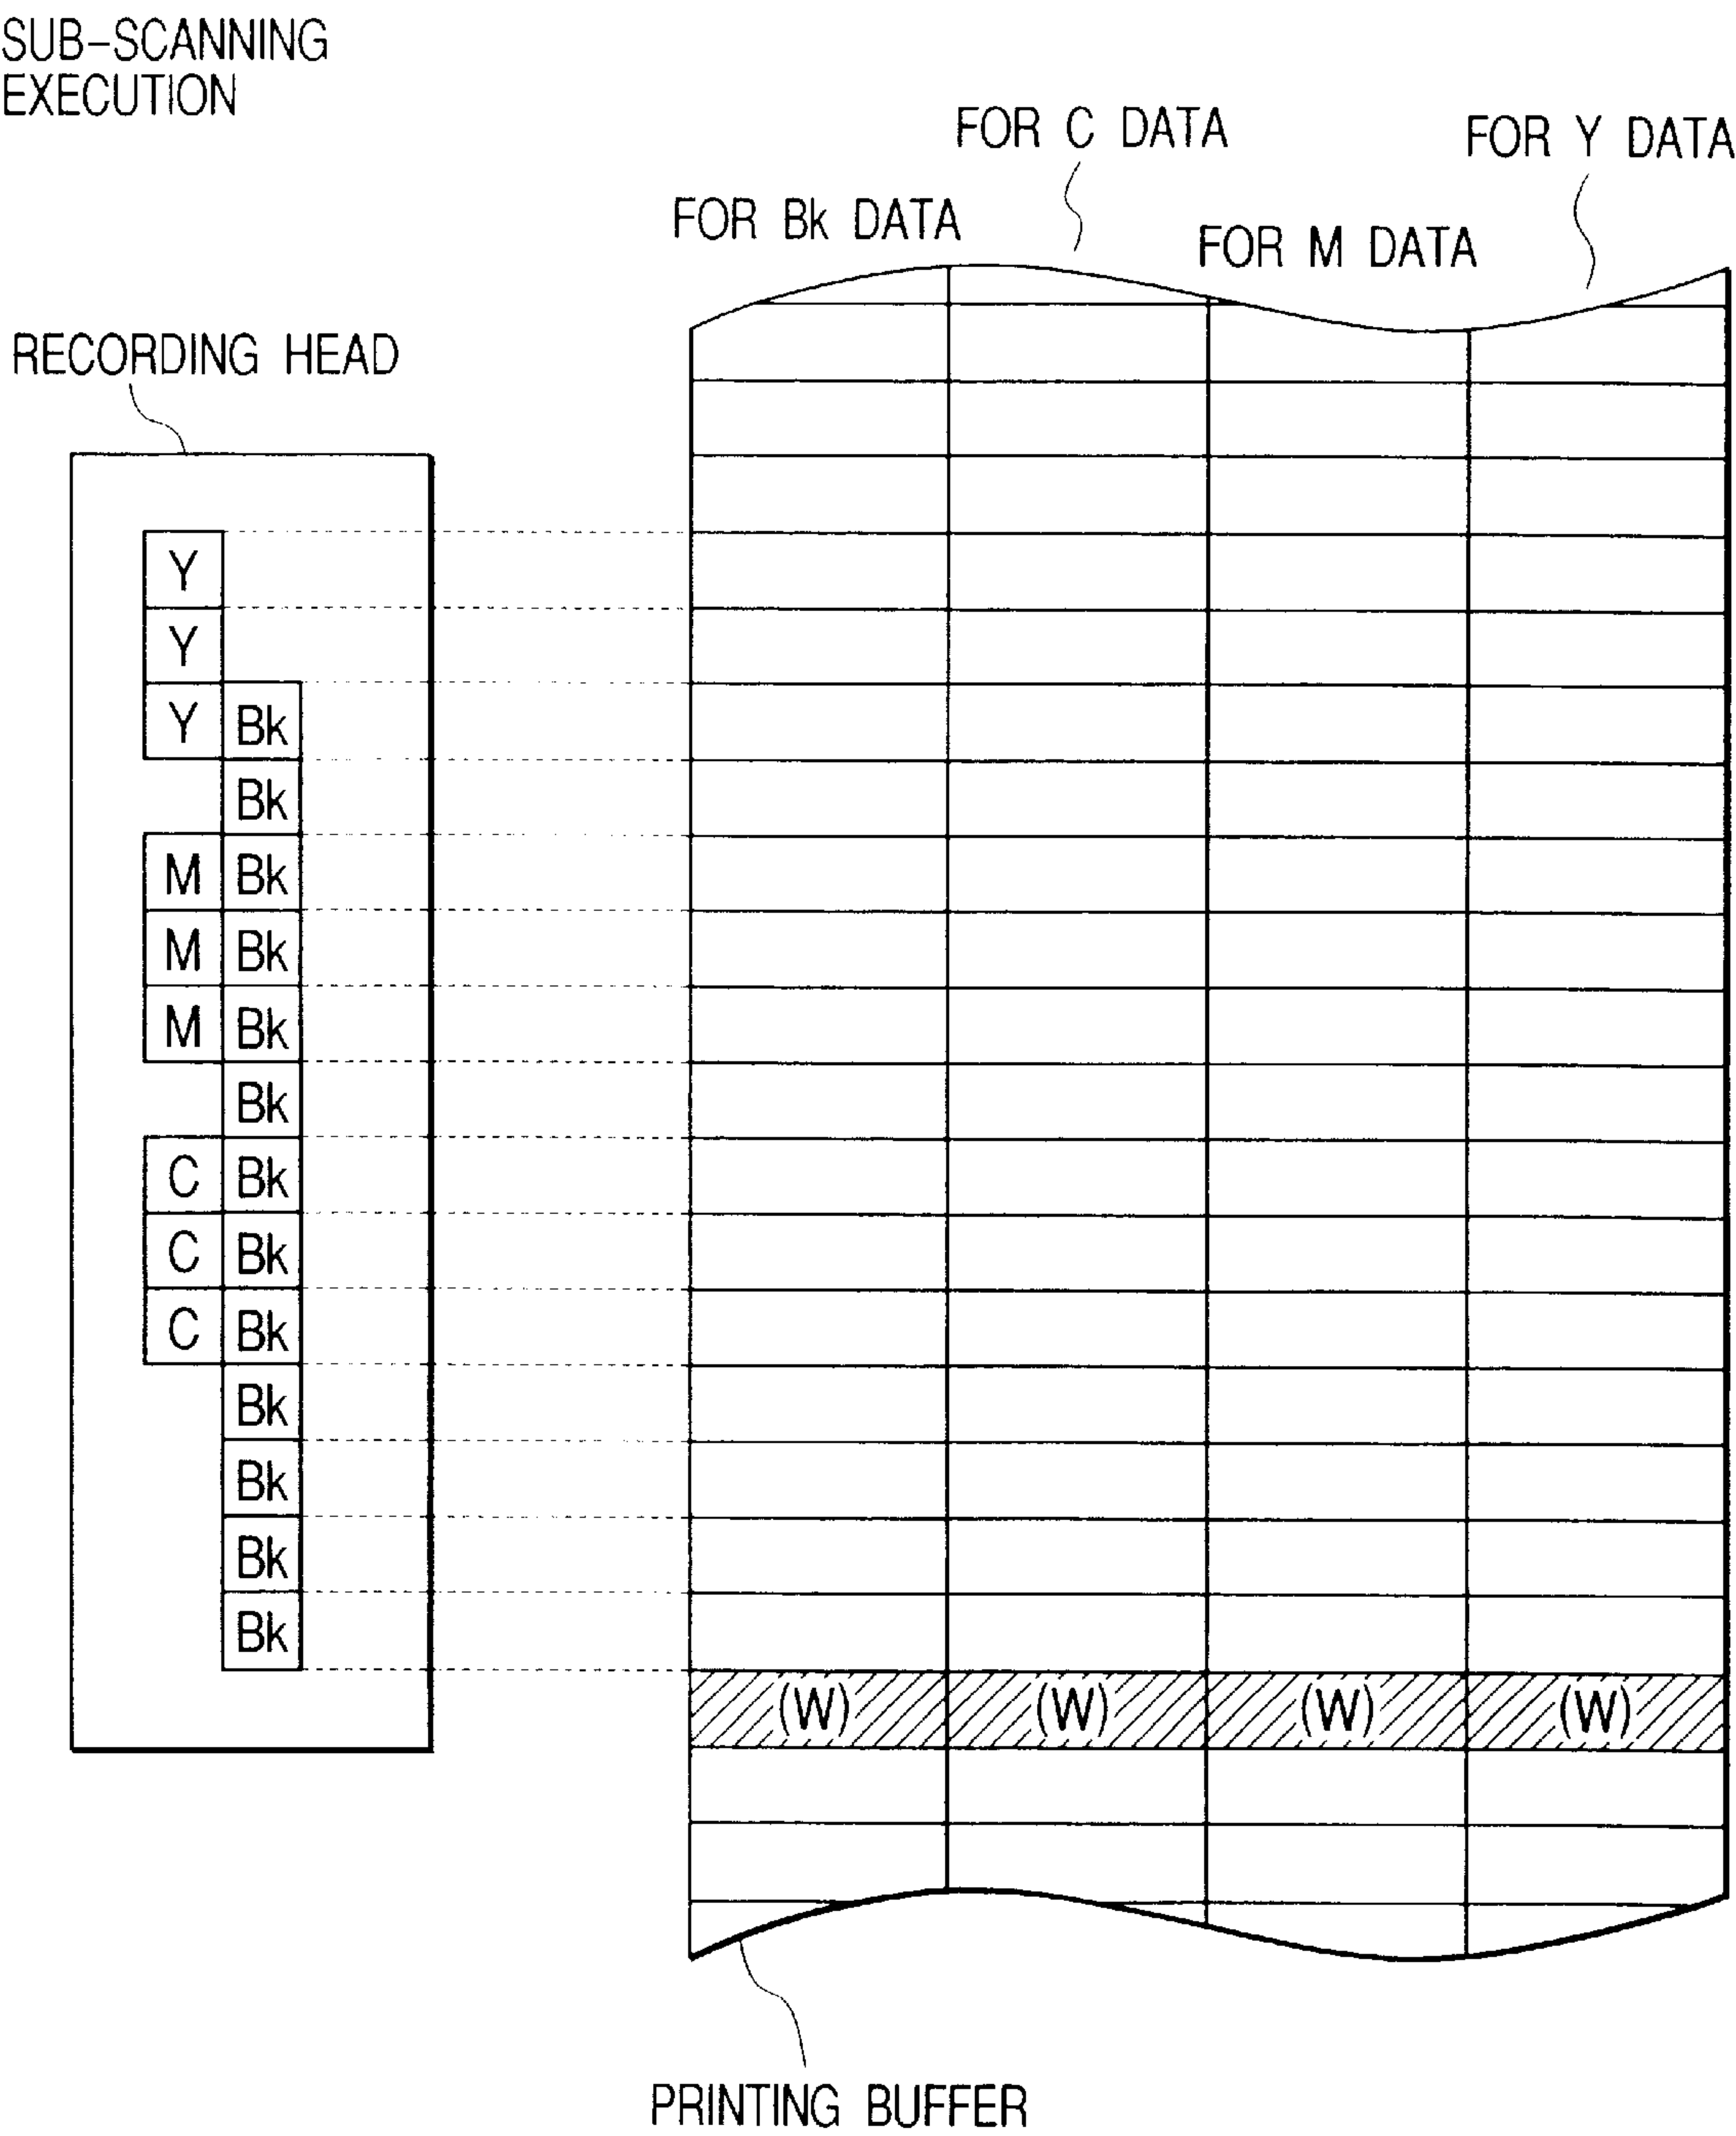 SUB-SCANNING
EXECUTION
FOR C DATA
FOR Y DATA
FOR Bk DATA
FOR M DATA
RECORDING HEAD
Y
Y
Y Bk
Bk
M Bk
M Bk
M Bk
Bk
C Bk
C Bk
C Bk
Bk
Bk
Bk
Bk
(W) (W) (W) (W)
PRINTING BUFFER